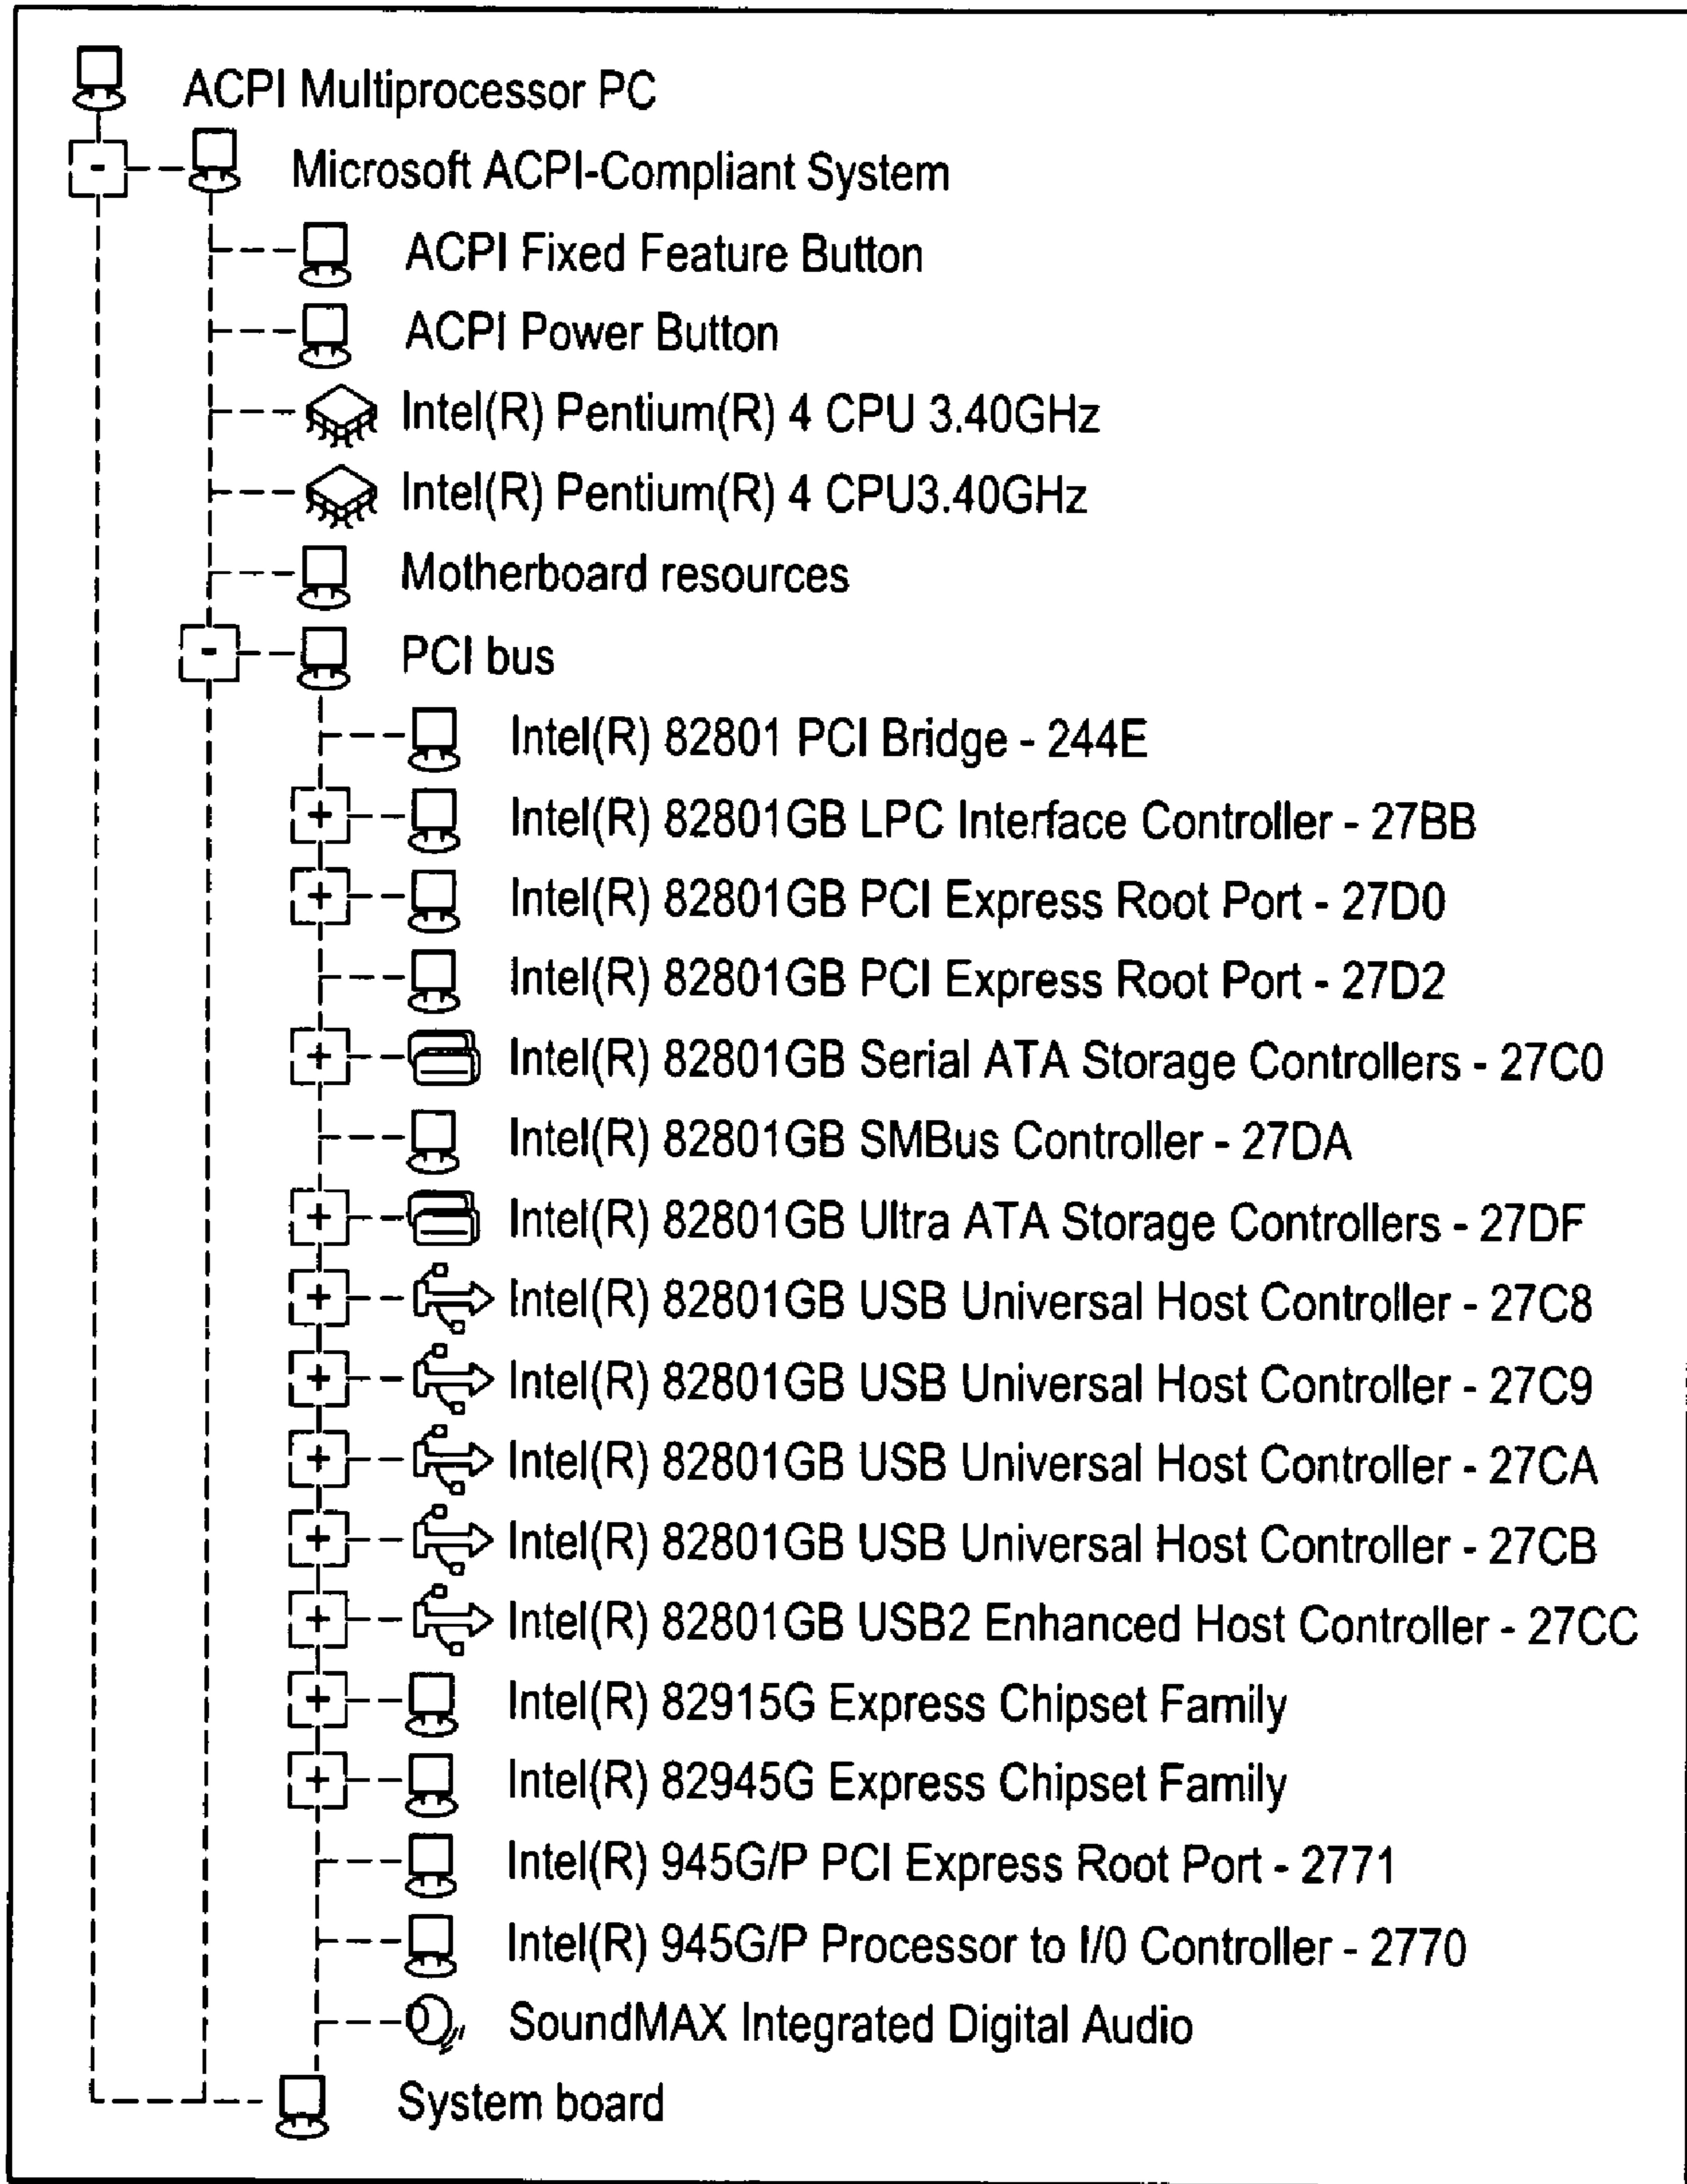 ACPI Multiprocessor PC
Microsoft ACPI-Compliant System
ACPI Fixed Feature Button
ACPI Power Button
Intel(R) Pentium(R) 4 CPU 3.40GHz
Intel(R) Pentium(R) 4 CPU3.40GHz
Motherboard resources
PCI bus
Intel(R) 82801 PCI Bridge - 244E
Intel(R) 82801GB LPC Interface Controller - 27BB
Intel(R) 82801GB PCI Express Root Port - 27D0
Intel(R) 82801GB PCI Express Root Port - 27D2
Intel(R) 82801GB Serial ATA Storage Controllers - 27C0
Intel(R) 82801GB SMBus Controller - 27DA
Intel(R) 82801GB Ultra ATA Storage Controllers - 27DF
Intel(R) 82801GB USB Universal Host Controller - 27C8
Intel(R) 82801GB USB Universal Host Controller - 27C9
Intel(R) 82801GB USB Universal Host Controller - 27CA
Intel(R) 82801GB USB Universal Host Controller - 27CB
Intel(R) 82801GB USB2 Enhanced Host Controller - 27CC
Intel(R) 82915G Express Chipset Family
Intel(R) 82945G Express Chipset Family
Intel(R) 945G/P PCI Express Root Port - 2771
Intel(R) 945G/P Processor to I/0 Controller - 2770
SoundMAX Integrated Digital Audio
System board